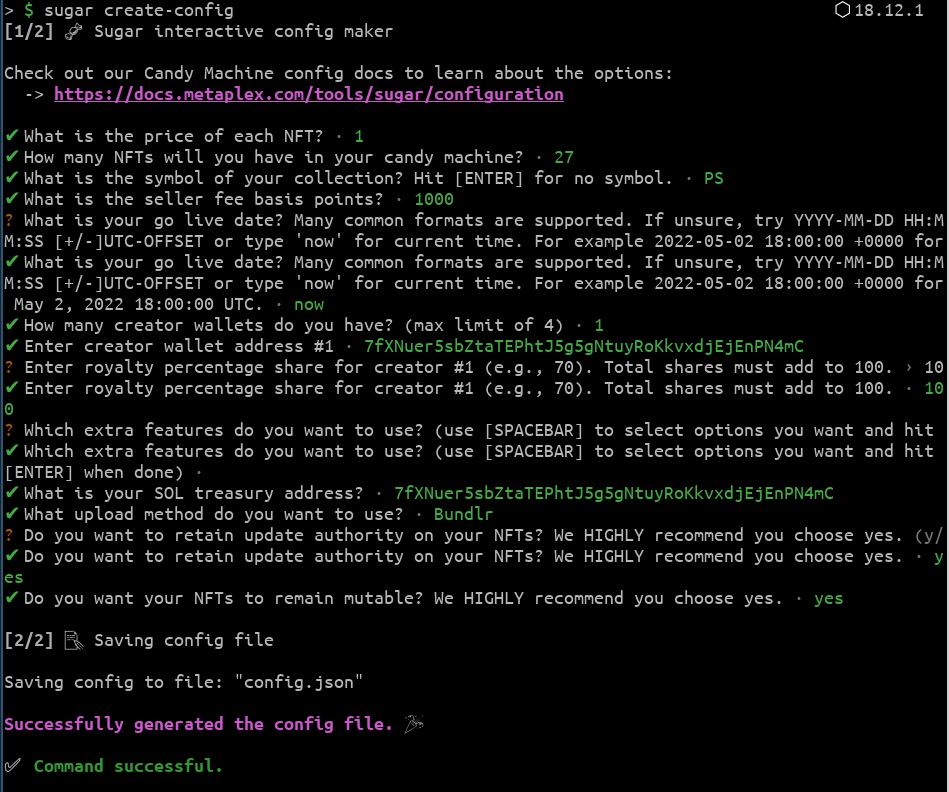 > $ sugar create-config 18.12.1
[1/2] 🍬 Sugar interactive config maker
Check out our Candy Machine config docs to learn about the options:
-> https://docs.metaplex.com/tools/sugar/configuration
✔ What is the price of each NFT? · 1
✔ How many NFTs will you have in your candy machine? · 27
✔ What is the symbol of your collection? Hit [ENTER] for no symbol. · PS
✔ What is the seller fee basis points? · 1000
? What is your go live date? Many common formats are supported. If unsure, try YYYY-MM-DD HH:M
M:SS [+/-]UTC-OFFSET or type 'now' for current time. For example 2022-05-02 18:00:00 +0000 for
✔ What is your go live date? Many common formats are supported. If unsure, try YYYY-MM-DD HH:M
M:SS [+/-]UTC-OFFSET or type 'now' for current time. For example 2022-05-02 18:00:00 +0000 for
May 2, 2022 18:00:00 UTC. · now
✔ How many creator wallets do you have? (max limit of 4) · 1
✔ Enter creator wallet address #1 · 7fXNuer5sbZtaTEPhtJ5g5gNtuyRoKkvxdjEjEnPN4mC
? Enter royalty percentage share for creator #1 (e.g., 70). Total shares must add to 100. › 10
✔ Enter royalty percentage share for creator #1 (e.g., 70). Total shares must add to 100. · 10
0
? Which extra features do you want to use? (use [SPACEBAR] to select options you want and hit
✔ Which extra features do you want to use? (use [SPACEBAR] to select options you want and hit
[ENTER] when done) ·
✔ What is your SOL treasury address? · 7fXNuer5sbZtaTEPhtJ5g5gNtuyRoKkvxdjEjEnPN4mC
✔ What upload method do you want to use? · Bundlr
? Do you want to retain update authority on your NFTs? We HIGHLY recommend you choose yes. (y/
✔ Do you want to retain update authority on your NFTs? We HIGHLY recommend you choose yes. · y
es
✔ Do you want your NFTs to remain mutable? We HIGHLY recommend you choose yes. · yes
[2/2] 📝 Saving config file
Saving config to file: "config.json"
Successfully generated the config file. 🎉
✅ Command successful.